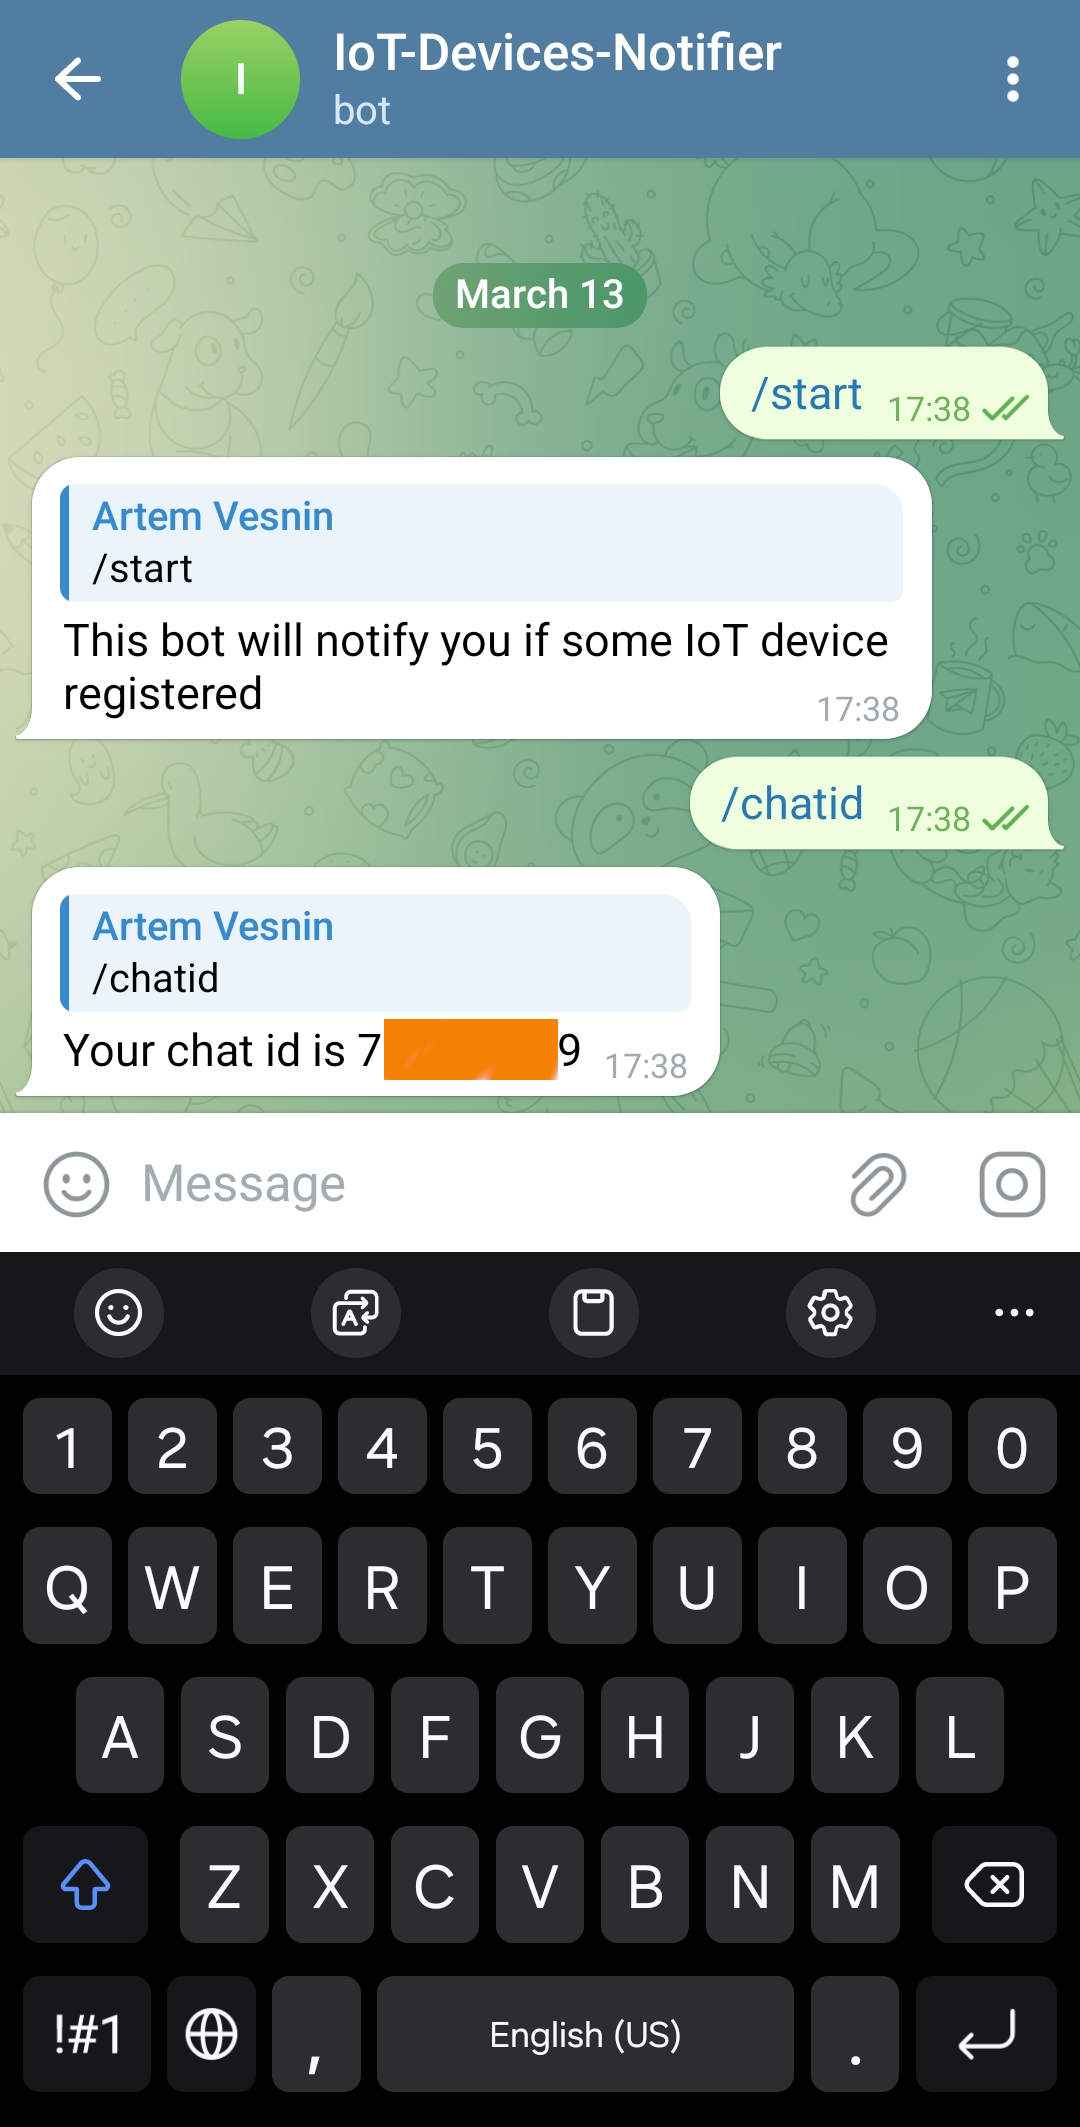 I
IoT-Devices-Notifier
bot
March 13
/start 17:38
Artem Vesnin
/start
This bot will notify you if some IoT device
registered
17:38
/chatid 17:38
Artem Vesnin
/chatid
Your chat id is 7 9 17:38
Message
1 2 3 4 5 6 7 8 9 0
Q W E R T Y U I O P
A S D F G H J K L
Z X C V B N M
!#1 , English (US) .